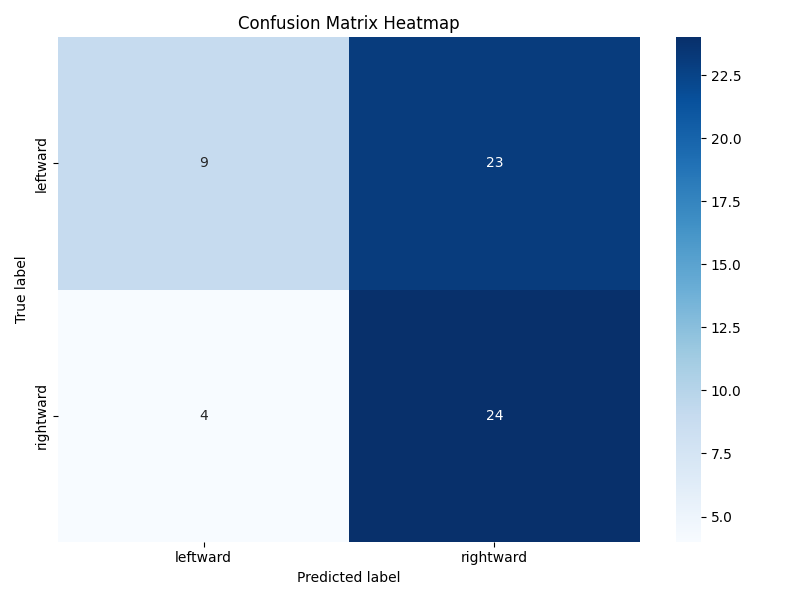 Confusion Matrix Heatmap
True label
leftward
rightward
9
23
4
24
leftward
rightward
Predicted label
22.5
20.0
17.5
15.0
12.5
10.0
7.5
5.0